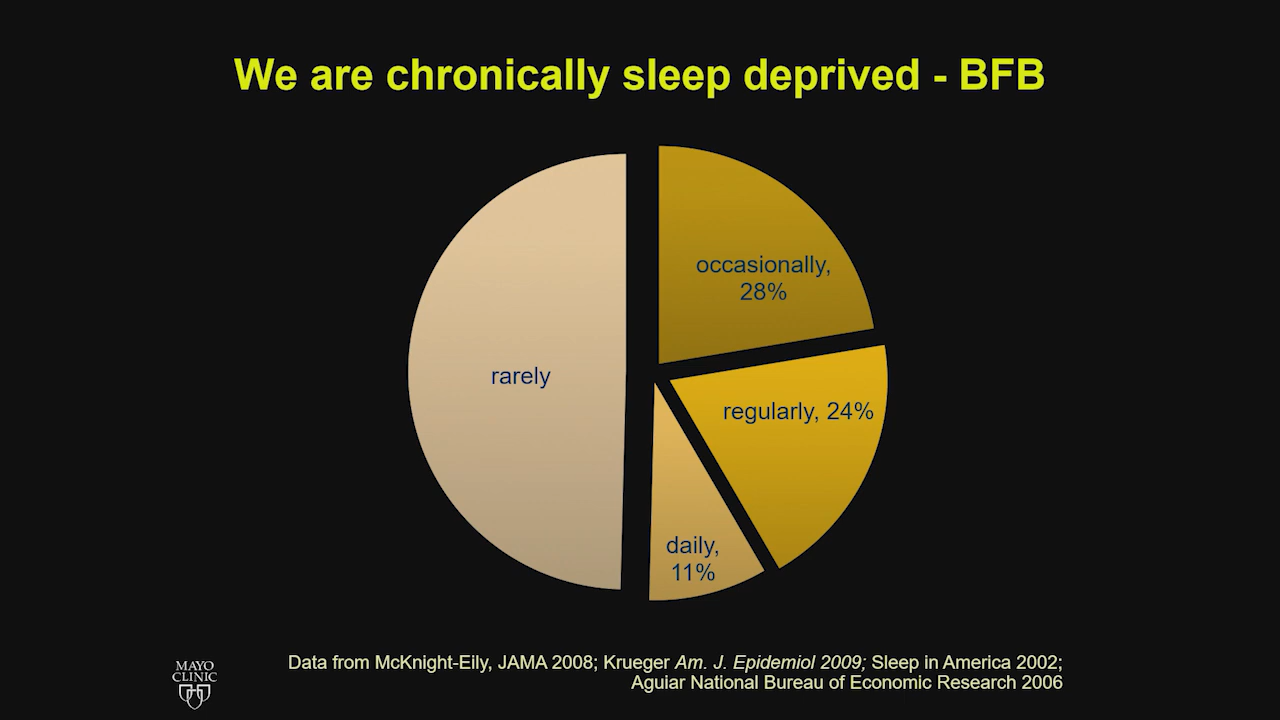 We are chronically sleep deprived - BFB
occasionally,
28%
rarely
regularly, 24%
daily,
11%
Data from McKnight-Eily, JAMA 2008; Krueger Am. J. Epidemiol 2009; Sleep in America 2002;
Aguiar National Bureau of Economic Research 2006
MAYO
CLINIC